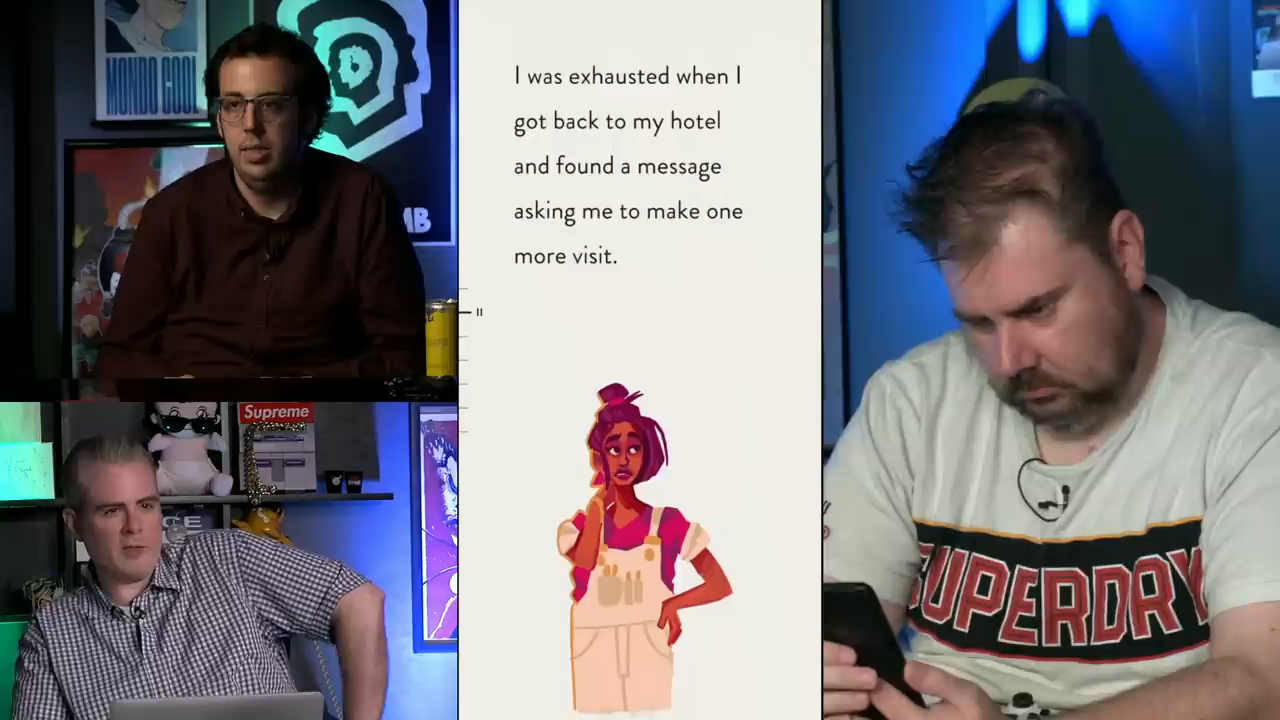 MONDO COOL
MB
Supreme
I was exhausted when I
got back to my hotel
and found a message
asking me to make one
more visit.
II
SUPERDRY